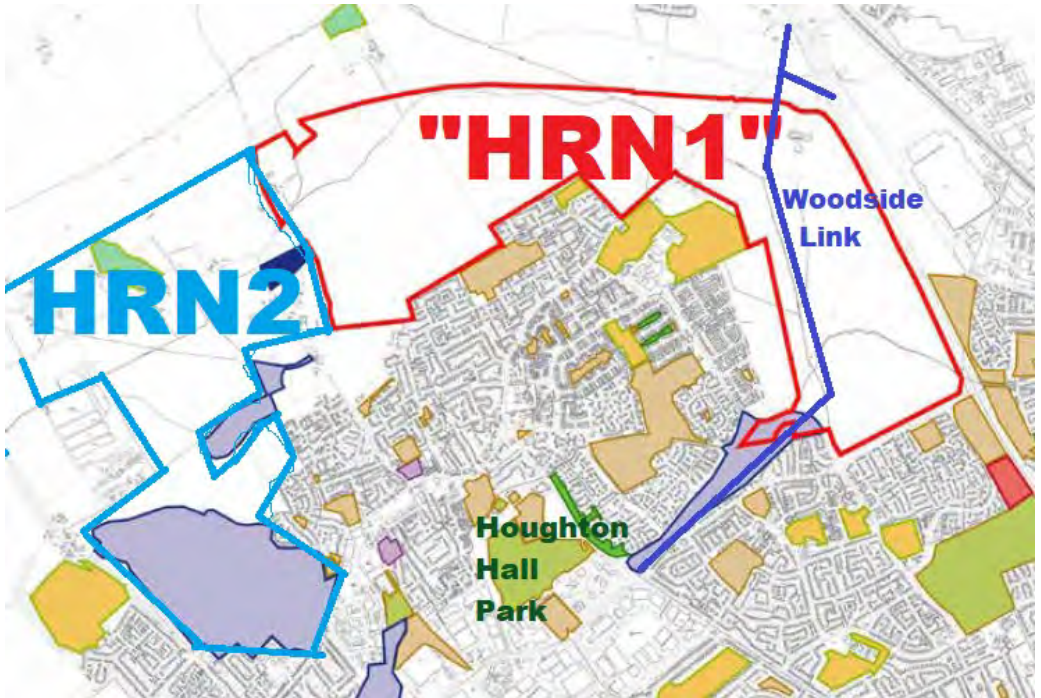 "HRN1"
Woodside
Link
HRN2
Houghton
Hall
Park